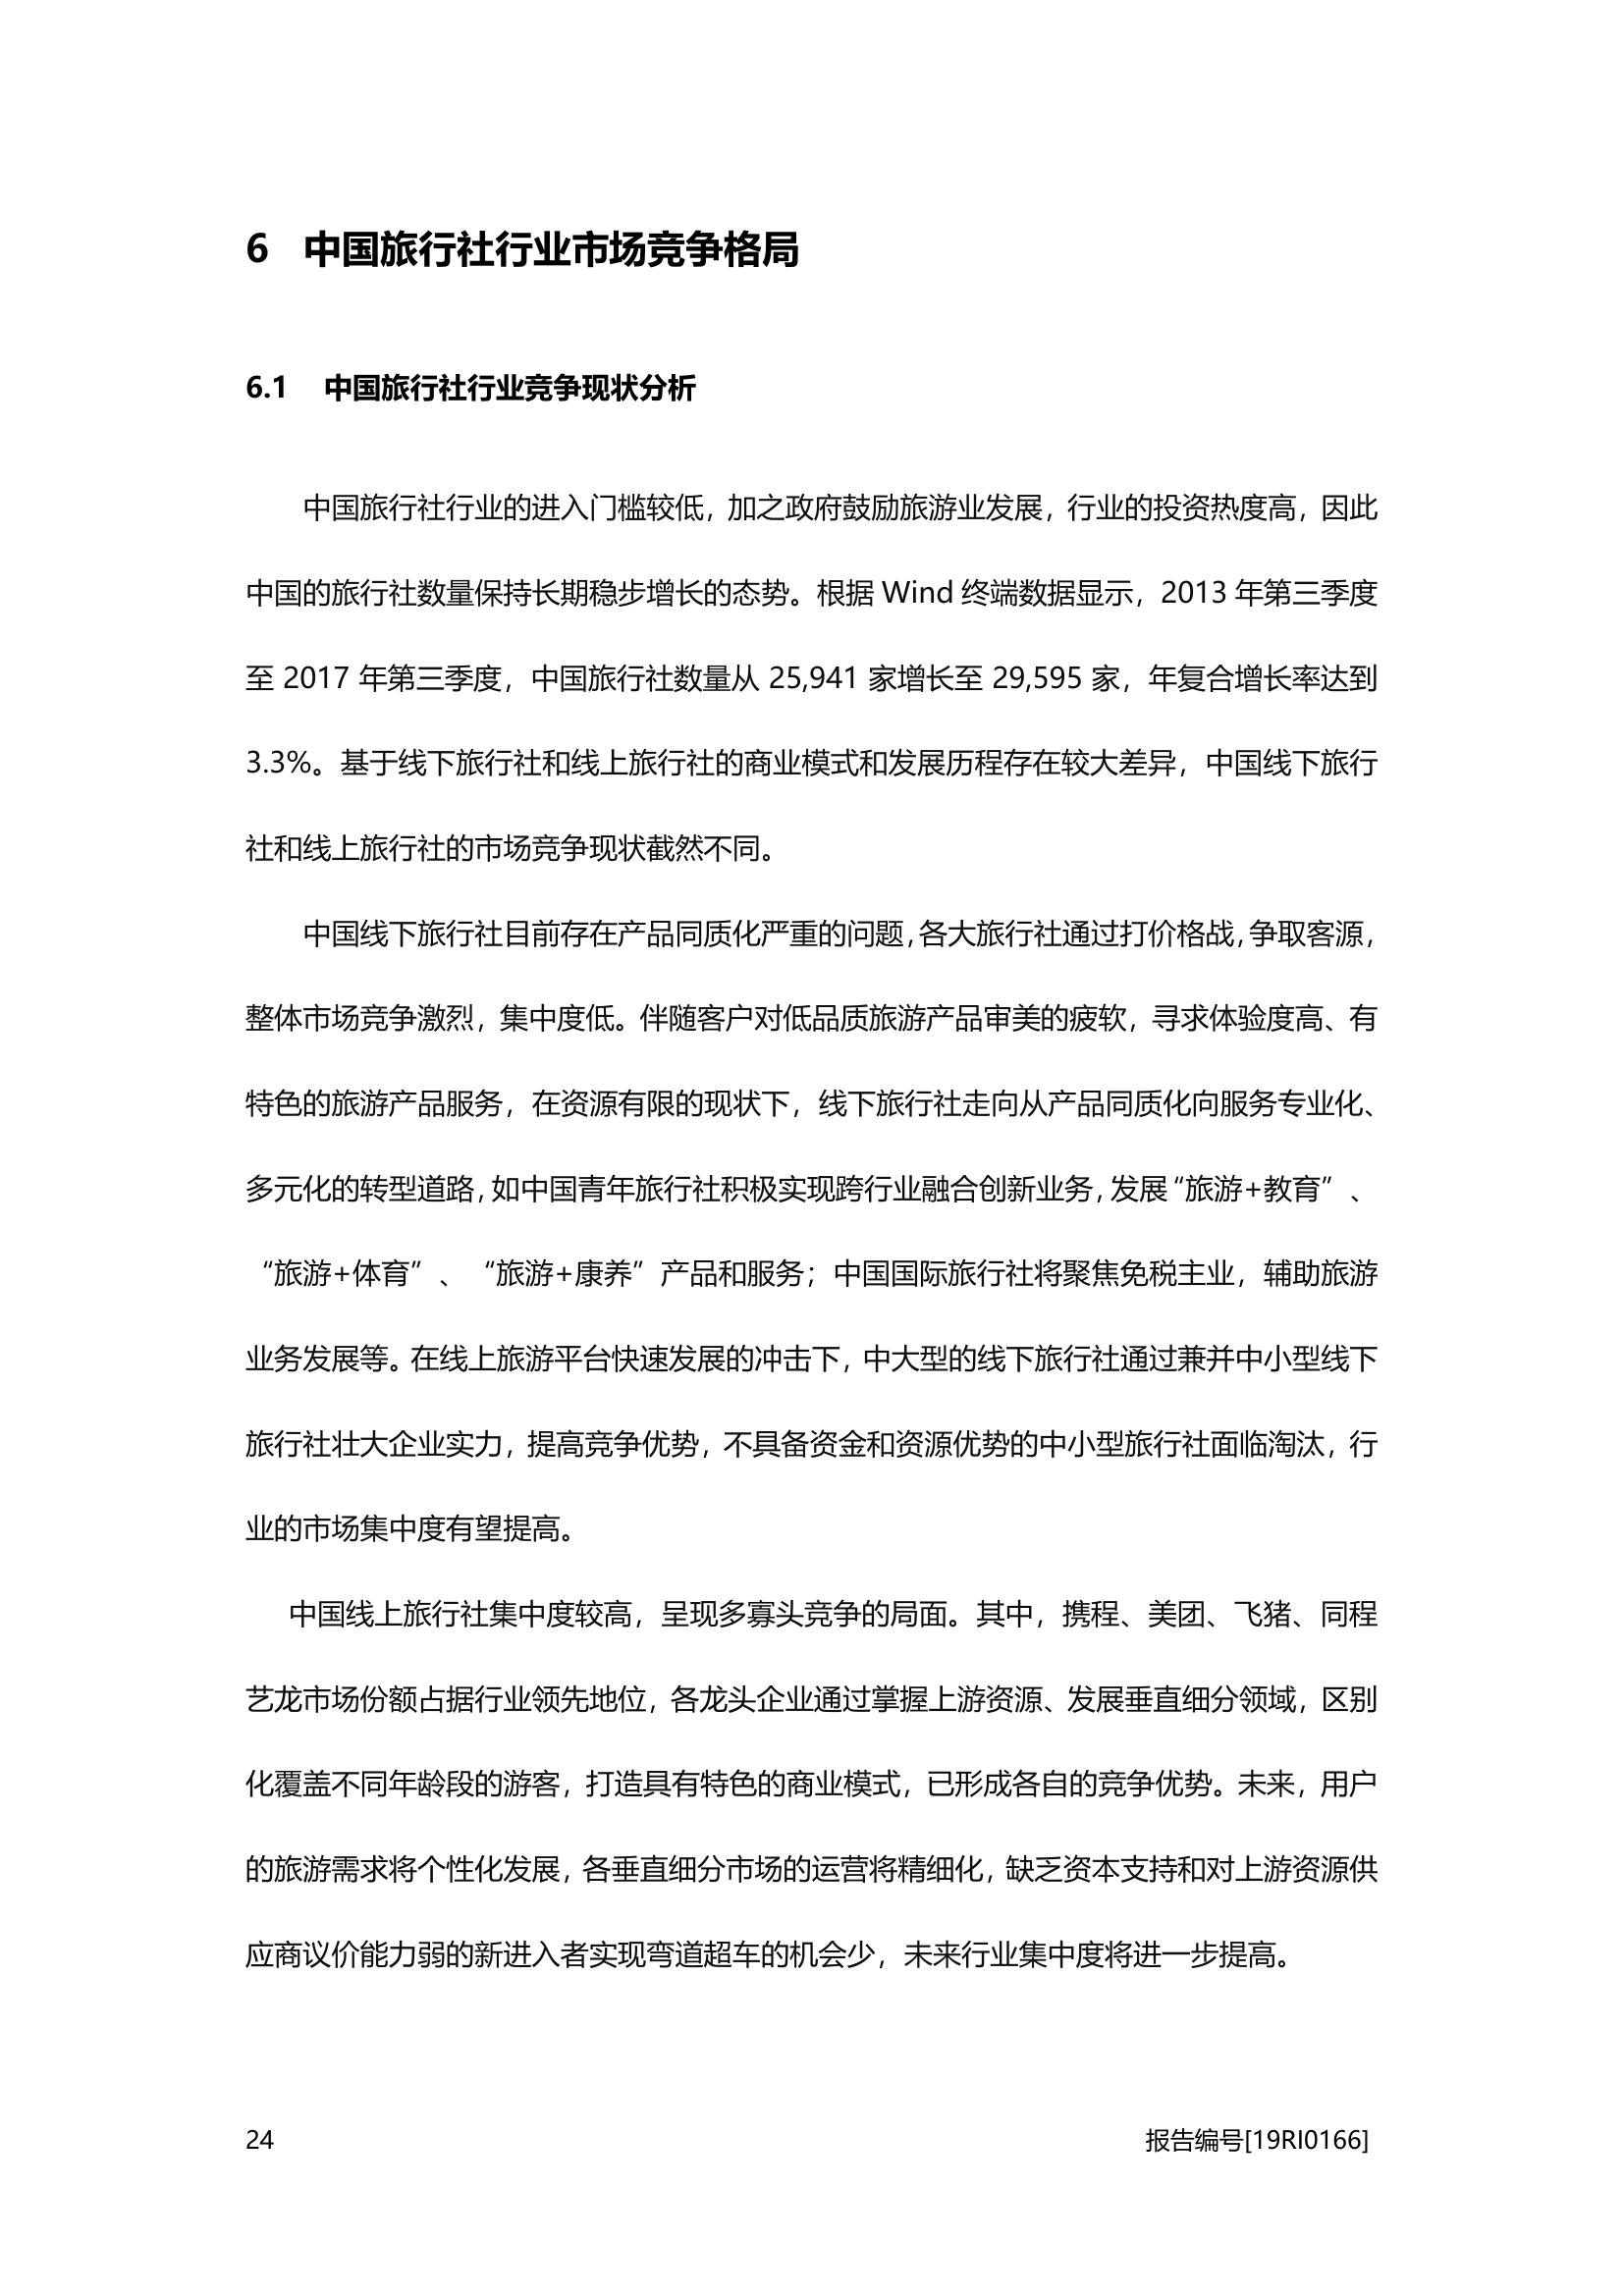 6 中国旅行社行业市场竞争格局
6.1 中国旅行社行业竞争现状分析
中国旅行社行业的进入门槛较低，加之政府鼓励旅游业发展，行业的投资热度高，因此
中国的旅行社数量保持长期稳步增长的态势。根据 Wind 终端数据显示，2013 年第三季度
至 2017 年第三季度，中国旅行社数量从 25,941 家增长至 29,595 家，年复合增长率达到
3.3%。基于线下旅行社和线上旅行社的商业模式和发展历程存在较大差异，中国线下旅行
社和线上旅行社的市场竞争现状截然不同。
中国线下旅行社目前存在产品同质化严重的问题，各大旅行社通过打价格战，争取客源，
整体市场竞争激烈，集中度低。伴随客户对低品质旅游产品审美的疲软，寻求体验度高、有
特色的旅游产品服务，在资源有限的现状下，线下旅行社走向从产品同质化向服务专业化、
多元化的转型道路，如中国青年旅行社积极实现跨行业融合创新业务，发展“旅游+教育”、
“旅游+体育”、“旅游+康养”产品和服务；中国国际旅行社将聚焦免税主业，辅助旅游
业务发展等。在线上旅游平台快速发展的冲击下，中大型的线下旅行社通过兼并中小型线下
旅行社壮大企业实力，提高竞争优势，不具备资金和资源优势的中小型旅行社面临淘汰，行
业的市场集中度有望提高。
中国线上旅行社集中度较高，呈现多寡头竞争的局面。其中，携程、美团、飞猪、同程
艺龙市场份额占据行业领先地位，各龙头企业通过掌握上游资源、发展垂直细分领域，区别
化覆盖不同年龄段的游客，打造具有特色的商业模式，已形成各自的竞争优势。未来，用户
的旅游需求将个性化发展，各垂直细分市场的运营将精细化，缺乏资本支持和对上游资源供
应商议价能力弱的新进入者实现弯道超车的机会少，未来行业集中度将进一步提高。
24 报告编号[19RI0166]